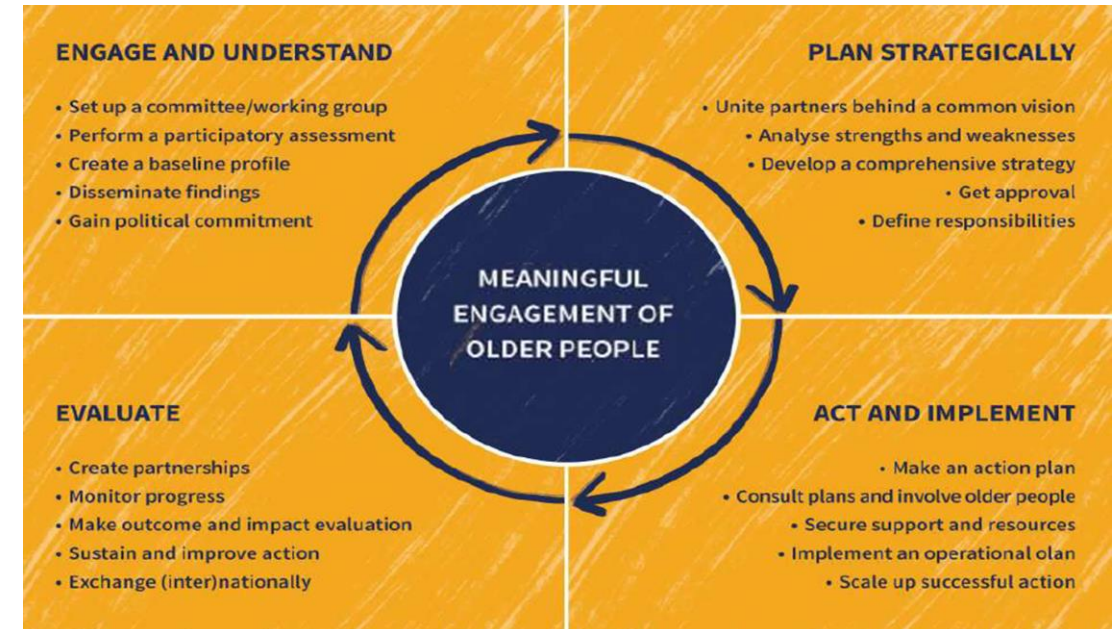 ENGAGE AND UNDERSTAND
• Set up a committee/working group
• Perform a participatory assessment
• Create a baseline profile
• Disseminate findings
• Gain political commitment
PLAN STRATEGICALLY
• Unite partners behind a common vision
• Analyse strengths and weaknesses
• Develop a comprehensive strategy
• Get approval
• Define responsibilities
MEANINGFUL
ENGAGEMENT OF
OLDER PEOPLE
EVALUATE
• Create partnerships
• Monitor progress
• Make outcome and impact evaluation
• Sustain and improve action
• Exchange (inter)nationally
ACT AND IMPLEMENT
• Make an action plan
• Consult plans and involve older people
• Secure support and resources
• Implement an operational olan
• Scale up successful action